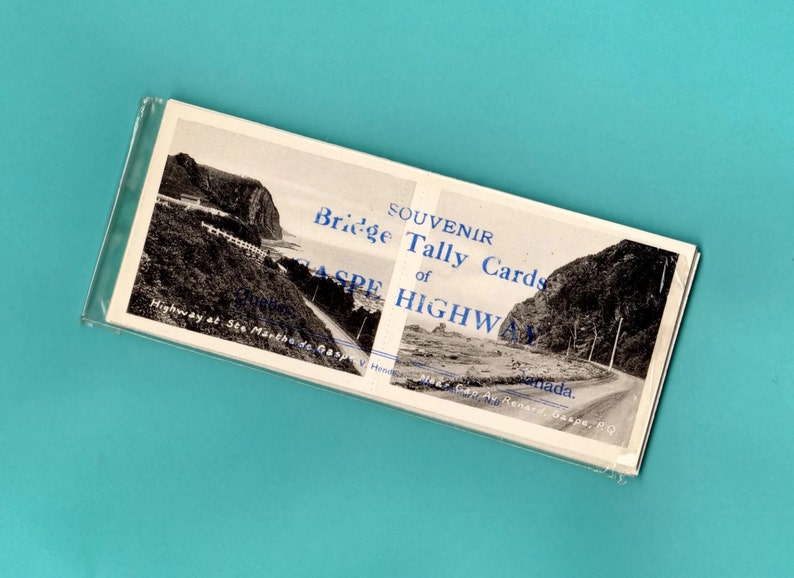 SOUVENIR
Bridge Tally Cards
of
GASPE HIGHWAY
Quebec, Canada.
V. Hende
N.B.
Highway at Ste Marthe de Gaspe
Near Cap Au Renard, Gaspe, P.Q.